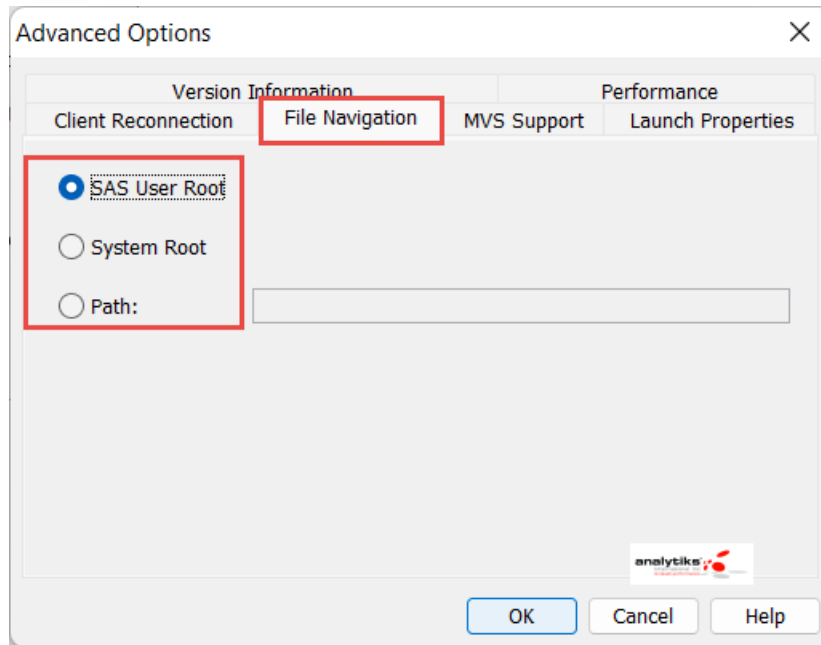 Advanced Options
Version Information Performance
Client Reconnection File Navigation MVS Support Launch Properties
SAS User Root
System Root
Path:
analytiks
OK Cancel Help